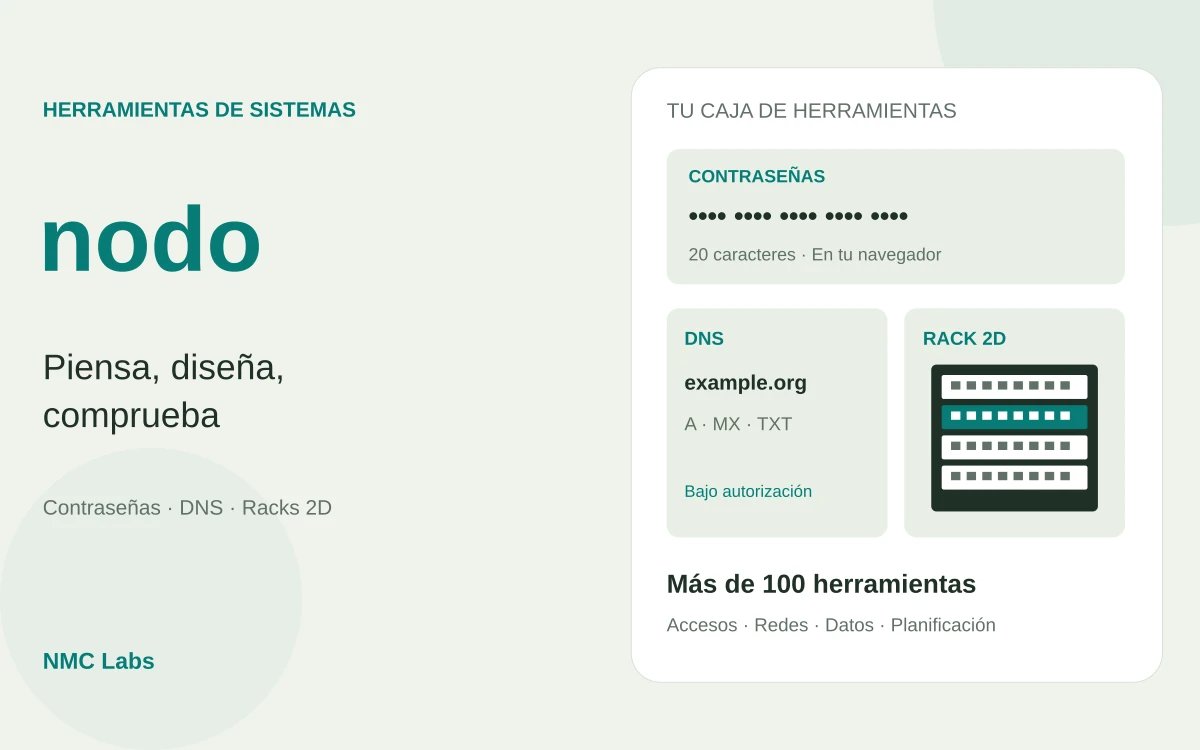 HERRAMIENTAS DE SISTEMAS
nodo
Piensa, diseña,
comprueba
Contraseñas · DNS · Racks 2D
NMC Labs
TU CAJA DE HERRAMIENTAS
CONTRASEÑAS
•••• •••• •••• •••• ••••
20 caracteres · En tu navegador
DNS
example.org
A · MX · TXT
Bajo autorización
RACK 2D
Más de 100 herramientas
Accesos · Redes · Datos · Planificación